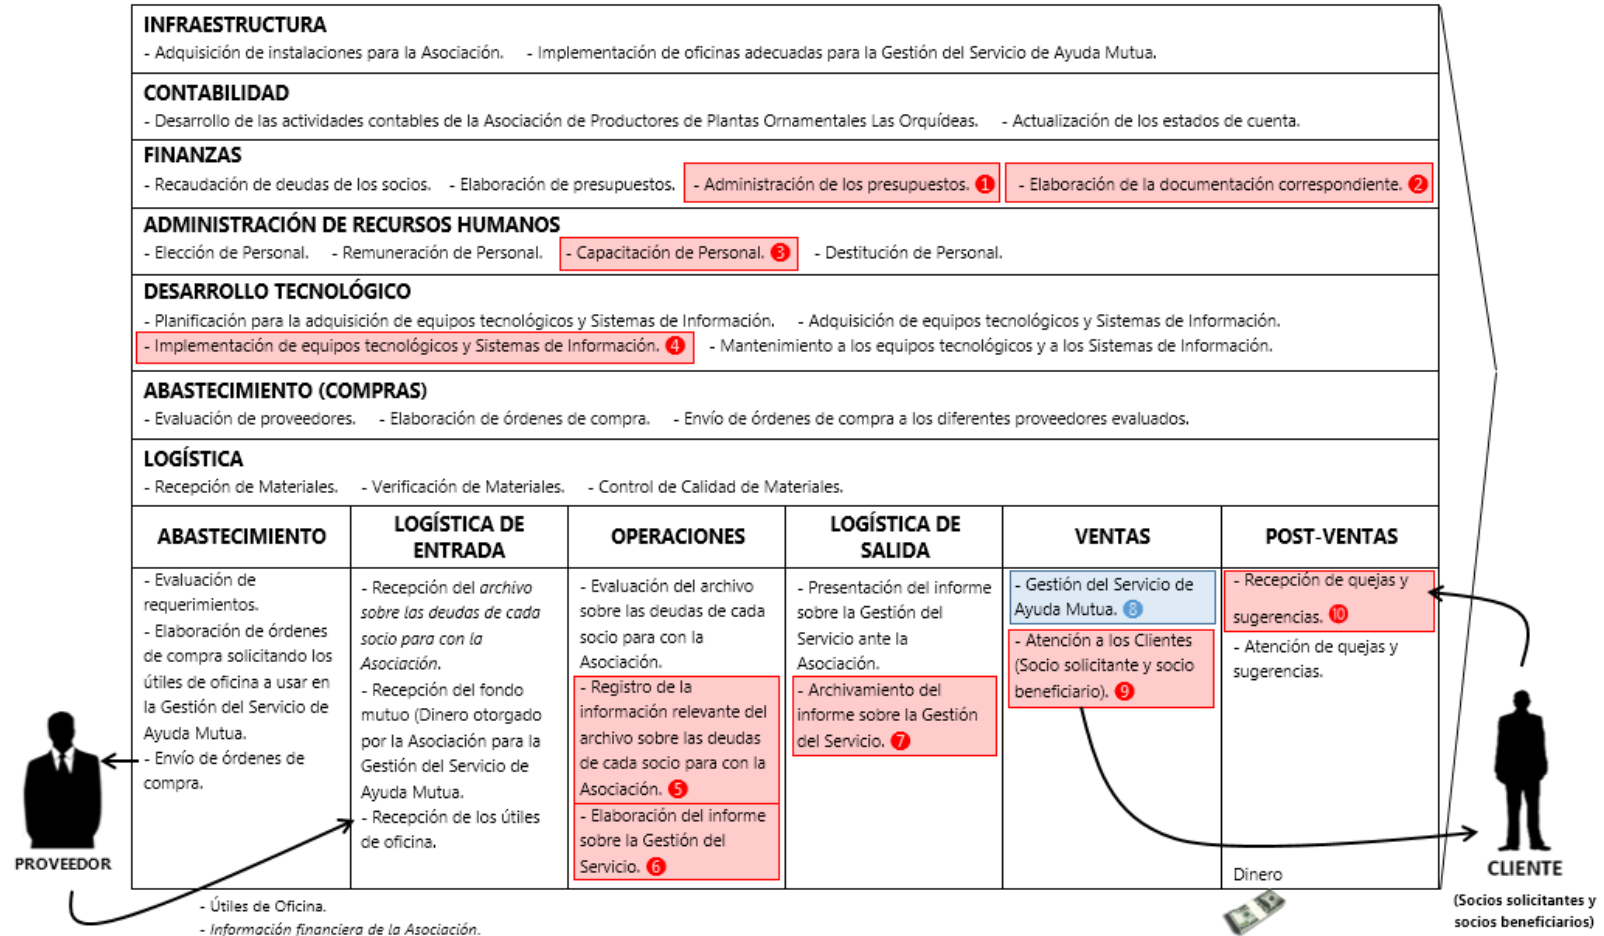 INFRAESTRUCTURA
- Adquisición de instalaciones para la Asociación. - Implementación de oficinas adecuadas para la Gestión del Servicio de Ayuda Mutua.
CONTABILIDAD
- Desarrollo de las actividades contables de la Asociación de Productores de Plantas Ornamentales Las Orquídeas. - Actualización de los estados de cuenta.
FINANZAS
- Recaudación de deudas de los socios. - Elaboración de presupuestos. - Administración de los presupuestos. 1 - Elaboración de la documentación correspondiente. 2
ADMINISTRACIÓN DE RECURSOS HUMANOS
- Elección de Personal. - Remuneración de Personal. - Capacitación de Personal. 3 - Destitución de Personal.
DESARROLLO TECNOLÓGICO
- Planificación para la adquisición de equipos tecnológicos y Sistemas de Información. - Adquisición de equipos tecnológicos y Sistemas de Información.
- Implementación de equipos tecnológicos y Sistemas de Información. 4 - Mantenimiento a los equipos tecnológicos y a los Sistemas de Información.
ABASTECIMIENTO (COMPRAS)
- Evaluación de proveedores. - Elaboración de órdenes de compra. - Envío de órdenes de compra a los diferentes proveedores evaluados.
LOGÍSTICA
- Recepción de Materiales. - Verificación de Materiales. - Control de Calidad de Materiales.
ABASTECIMIENTO
- Evaluación de
requerimientos.
- Elaboración de órdenes
de compra solicitando los
útiles de oficina a usar en
la Gestión del Servicio de
Ayuda Mutua.
- Envío de órdenes de
compra.
LOGÍSTICA DE
ENTRADA
- Recepción del archivo
sobre las deudas de cada
socio para con la
Asociación.
- Recepción del fondo
mutuo (Dinero otorgado
por la Asociación para la
Gestión del Servicio de
Ayuda Mutua.
- Recepción de los útiles
de oficina.
OPERACIONES
- Evaluación del archivo
sobre las deudas de cada
socio para con la
Asociación.
- Registro de la
información relevante del
archivo sobre las deudas
de cada socio para con la
Asociación. 5
- Elaboración del informe
sobre la Gestión del
Servicio. 6
LOGÍSTICA DE
SALIDA
- Presentación del informe
sobre la Gestión del
Servicio ante la
Asociación.
- Archivamiento del
informe sobre la Gestión
del Servicio. 7
VENTAS
- Gestión del Servicio de
Ayuda Mutua. 8
- Atención a los Clientes
(Socio solicitante y socio
beneficiario). 9
POST-VENTAS
- Recepción de quejas y
sugerencias. 10
- Atención de quejas y
sugerencias.
Dinero
PROVEEDOR
- Útiles de Oficina.
- Información financiera de la Asociación.
CLIENTE
(Socios solicitantes y
socios beneficiarios)